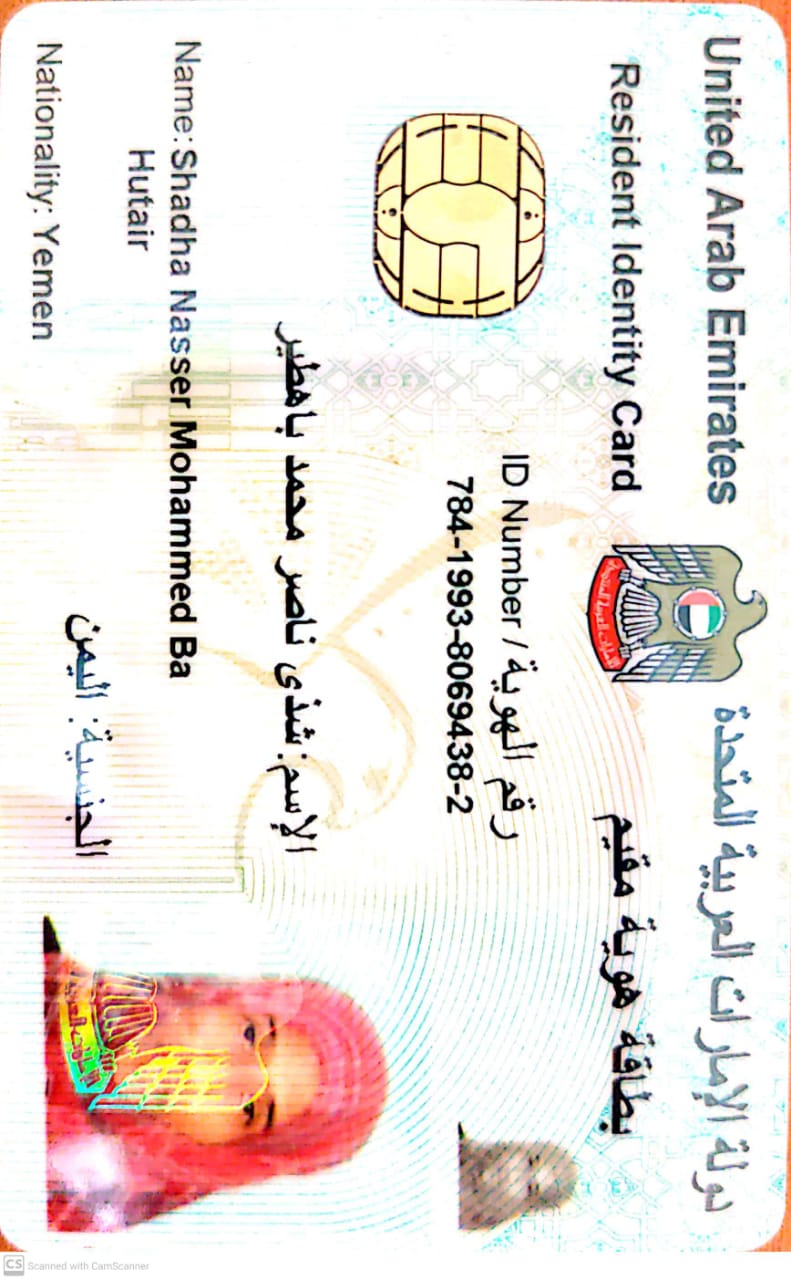 United Arab Emirates
دولة الإمارات العربية المتحدة
Resident Identity Card
بطاقة هوية مقيم
ID Number / رقم الهوية
784-1993-8069438-2
الإسم: شذى ناصر محمد باهطير
Name: Shadha Nasser Mohammed Ba
Hutair
الجنسية: اليمن
Nationality: Yemen
CS Scanned with CamScanner